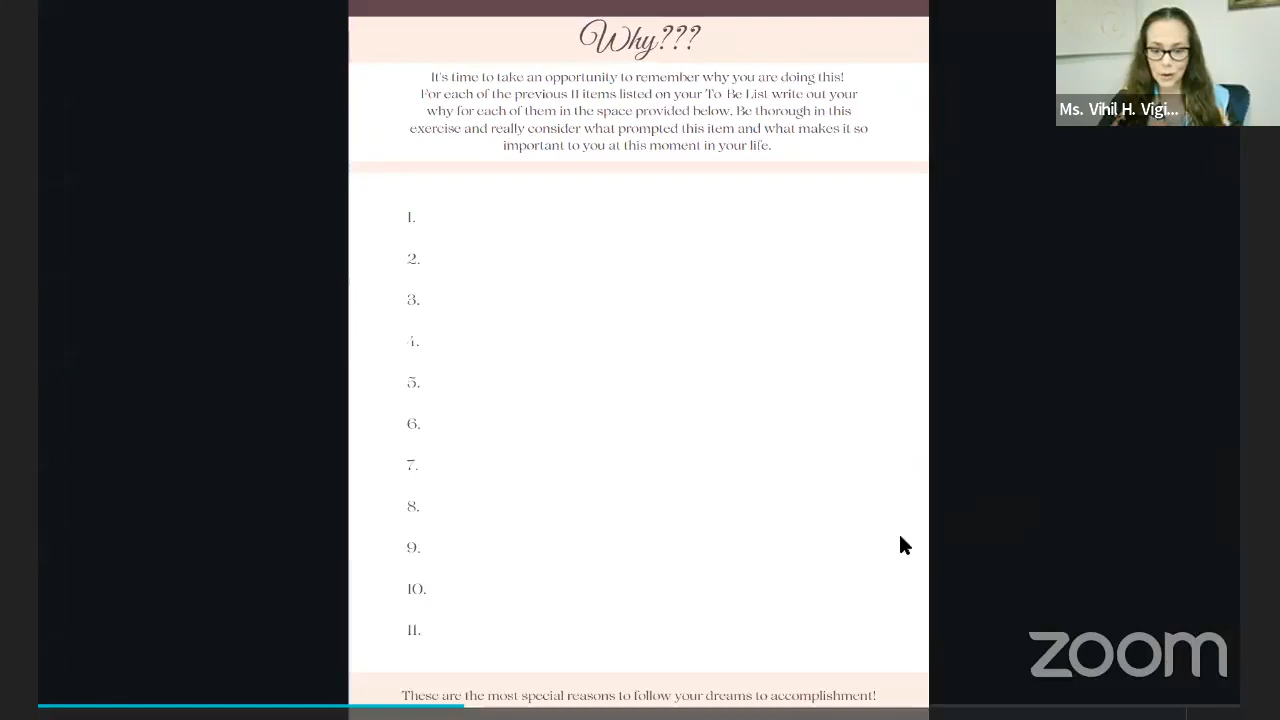 Why???
It's time to take an opportunity to remember why you are doing this!
For each of the previous 11 items listed on your To-Be List write out your
why for each of them in the space provided below. Be thorough in this
exercise and really consider what prompted this item and what makes it so
important to you at this moment in your life.
Ms. Vihil H. Vigi...
1.
2.
3.
4.
5.
6.
7.
8.
9.
10.
11.
zoom
These are the most special reasons to follow your dreams to accomplishment!